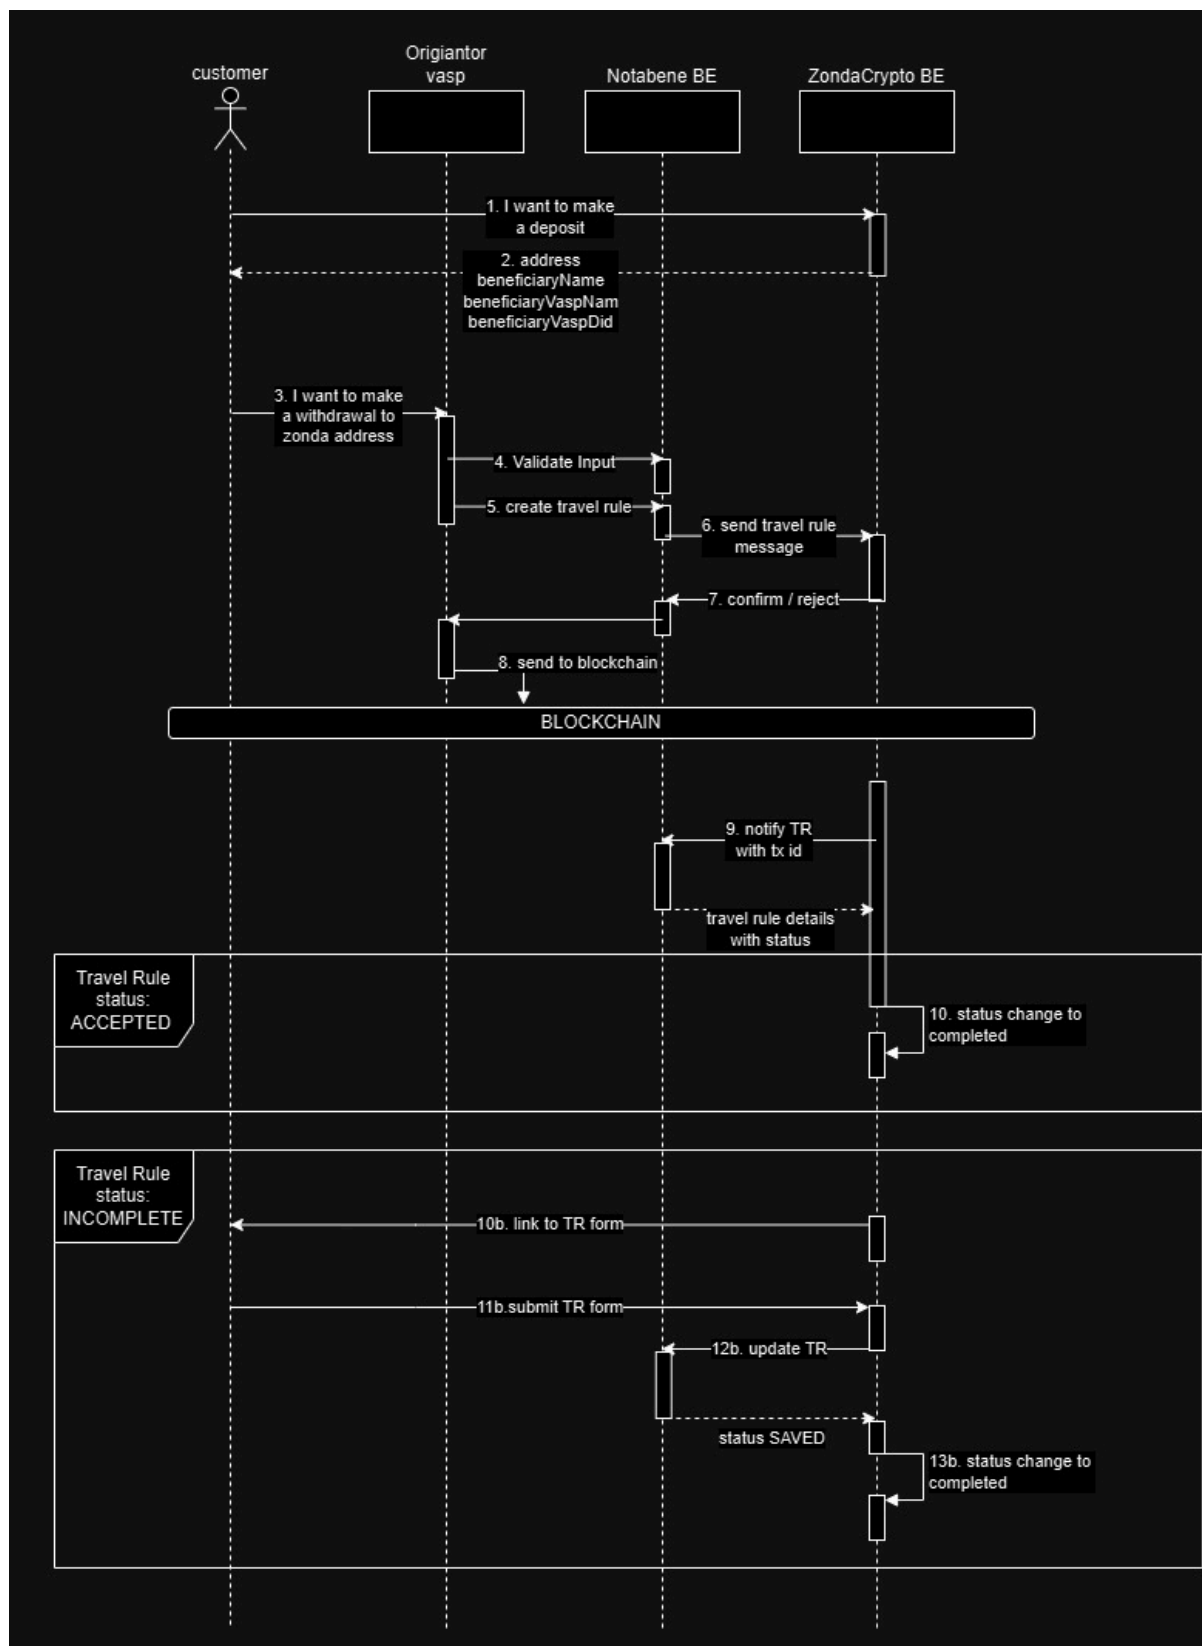 customer
Origiantor
vasp
Notabene BE
ZondaCrypto BE
1. I want to make
a deposit
2. address
beneficiaryName
beneficiaryVaspNam
beneficiaryVaspDid
3. I want to make
a withdrawal to
zonda address
4. Validate Input
5. create travel rule
6. send travel rule
message
7. confirm / reject
8. send to blockchain
BLOCKCHAIN
9. notify TR
with tx id
travel rule details
with status
Travel Rule
status:
ACCEPTED
10. status change to
completed
Travel Rule
status:
INCOMPLETE
10b. link to TR form
11b.submit TR form
12b. update TR
status SAVED
13b. status change to
completed